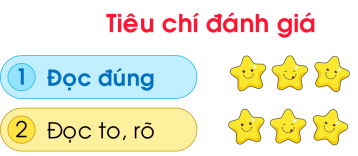 Tiêu chí đánh giá
1 Đọc đúng
2 Đọc to, rõ